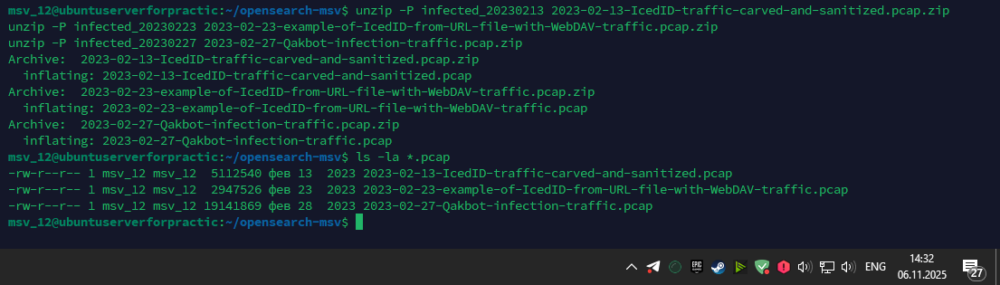 msv_12@ubuntuserverforpractic:~/opensearch-msv$ unzip -P infected_20230213 2023-02-13-IcedID-traffic-carved-and-sanitized.pcap.zip
unzip -P infected_20230223 2023-02-23-example-of-IcedID-from-URL-file-with-WebDAV-traffic.pcap.zip
unzip -P infected_20230227 2023-02-27-Qakbot-infection-traffic.pcap.zip
Archive:  2023-02-13-IcedID-traffic-carved-and-sanitized.pcap.zip
  inflating: 2023-02-13-IcedID-traffic-carved-and-sanitized.pcap
Archive:  2023-02-23-example-of-IcedID-from-URL-file-with-WebDAV-traffic.pcap.zip
  inflating: 2023-02-23-example-of-IcedID-from-URL-file-with-WebDAV-traffic.pcap
Archive:  2023-02-27-Qakbot-infection-traffic.pcap.zip
  inflating: 2023-02-27-Qakbot-infection-traffic.pcap
msv_12@ubuntuserverforpractic:~/opensearch-msv$ ls -la *.pcap
-rw-r--r-- 1 msv_12 msv_12  5112540 фев 13  2023 2023-02-13-IcedID-traffic-carved-and-sanitized.pcap
-rw-r--r-- 1 msv_12 msv_12  2947526 фев 23  2023 2023-02-23-example-of-IcedID-from-URL-file-with-WebDAV-traffic.pcap
-rw-r--r-- 1 msv_12 msv_12 19141869 фев 28  2023 2023-02-27-Qakbot-infection-traffic.pcap
msv_12@ubuntuserverforpractic:~/opensearch-msv$
EPIC
ENG
14:32
06.11.2025
27